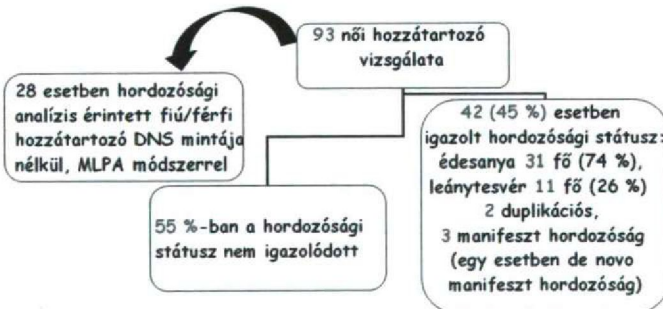 93 női hozzátartozó
vizsgálata
28 esetben hordozósági
analízis érintett fiú/férfi
hozzátartozó DNS mintája
nélkül, MLPA módszerrel
55 %-ban a hordozósági
státusz nem igazolódott
42 (45 %) esetben
igazolt hordozósági státusz:
édesanya 31 fő (74 %),
leánytesvér 11 fő (26 %)
2 duplikációs,
3 manifeszt hordozóság
(egy esetben de novo
manifeszt hordozóság)